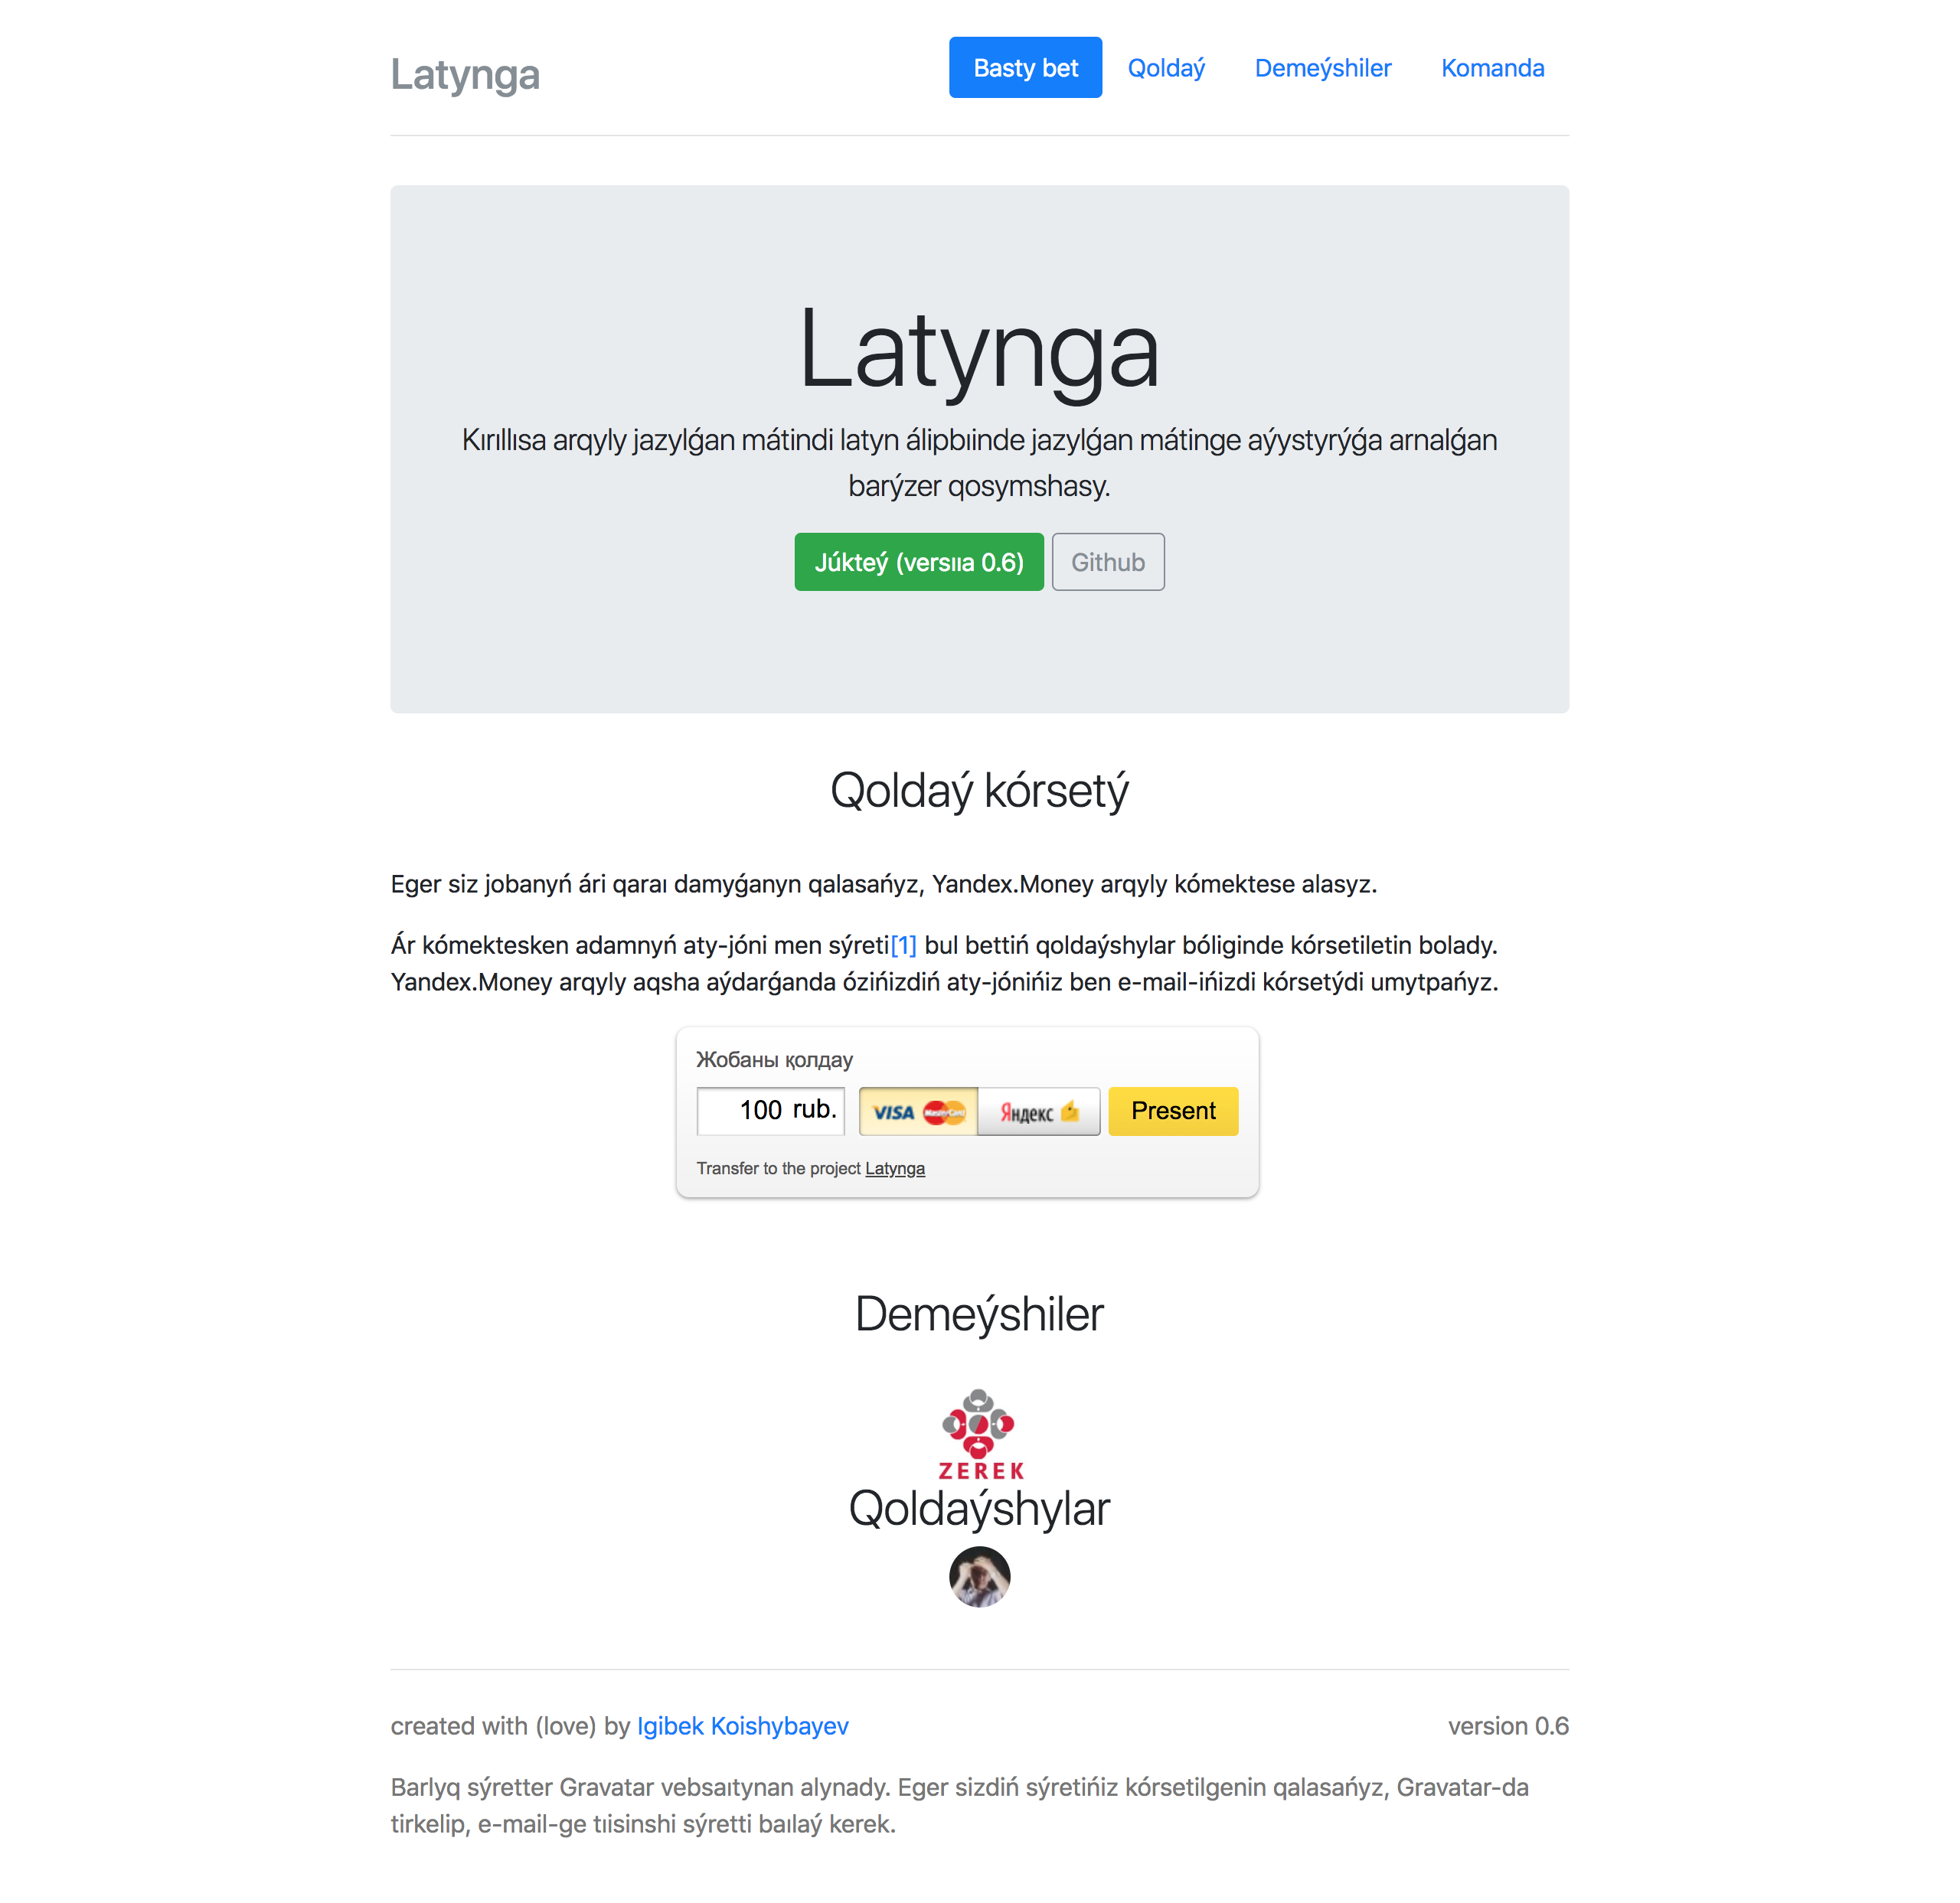 Latynga
Basty bet
Qoldaý
Demeýshiler
Komanda
Latynga
Kırıllısa arqyly jazylǵan mátindi latyn álipbıinde jazylǵan mátinge aýystyrýǵa arnalǵan
barýzer qosymshasy.
Júkteý (versııa 0.6)
Github
Qoldaý kórsetý
Eger siz jobanyń ári qaraı damyǵanyn qalasańyz, Yandex.Money arqyly kómektese alasyz.
Ár kómektesken adamnyń aty-jóni men sýreti[1] bul bettiń qoldaýshylar bóliginde kórsetiletin bolady.
Yandex.Money arqyly aqsha aýdarǵanda ózińizdiń aty-jónińiz ben e-mail-ińizdi kórsetýdi umytpańyz.
Жобаны қолдау
100 rub.
VISA MasterCard
Яндекс
Present
Transfer to the project Latynga
Demeýshiler
ZEREK
Qoldaýshylar
created with (love) by Igibek Koishybayev
version 0.6
Barlyq sýretter Gravatar vebsaıtynan alynady. Eger sizdiń sýretińiz kórsetilgenin qalasańyz, Gravatar-da
tirkelip, e-mail-ge tıisinshi sýretti baılaý kerek.